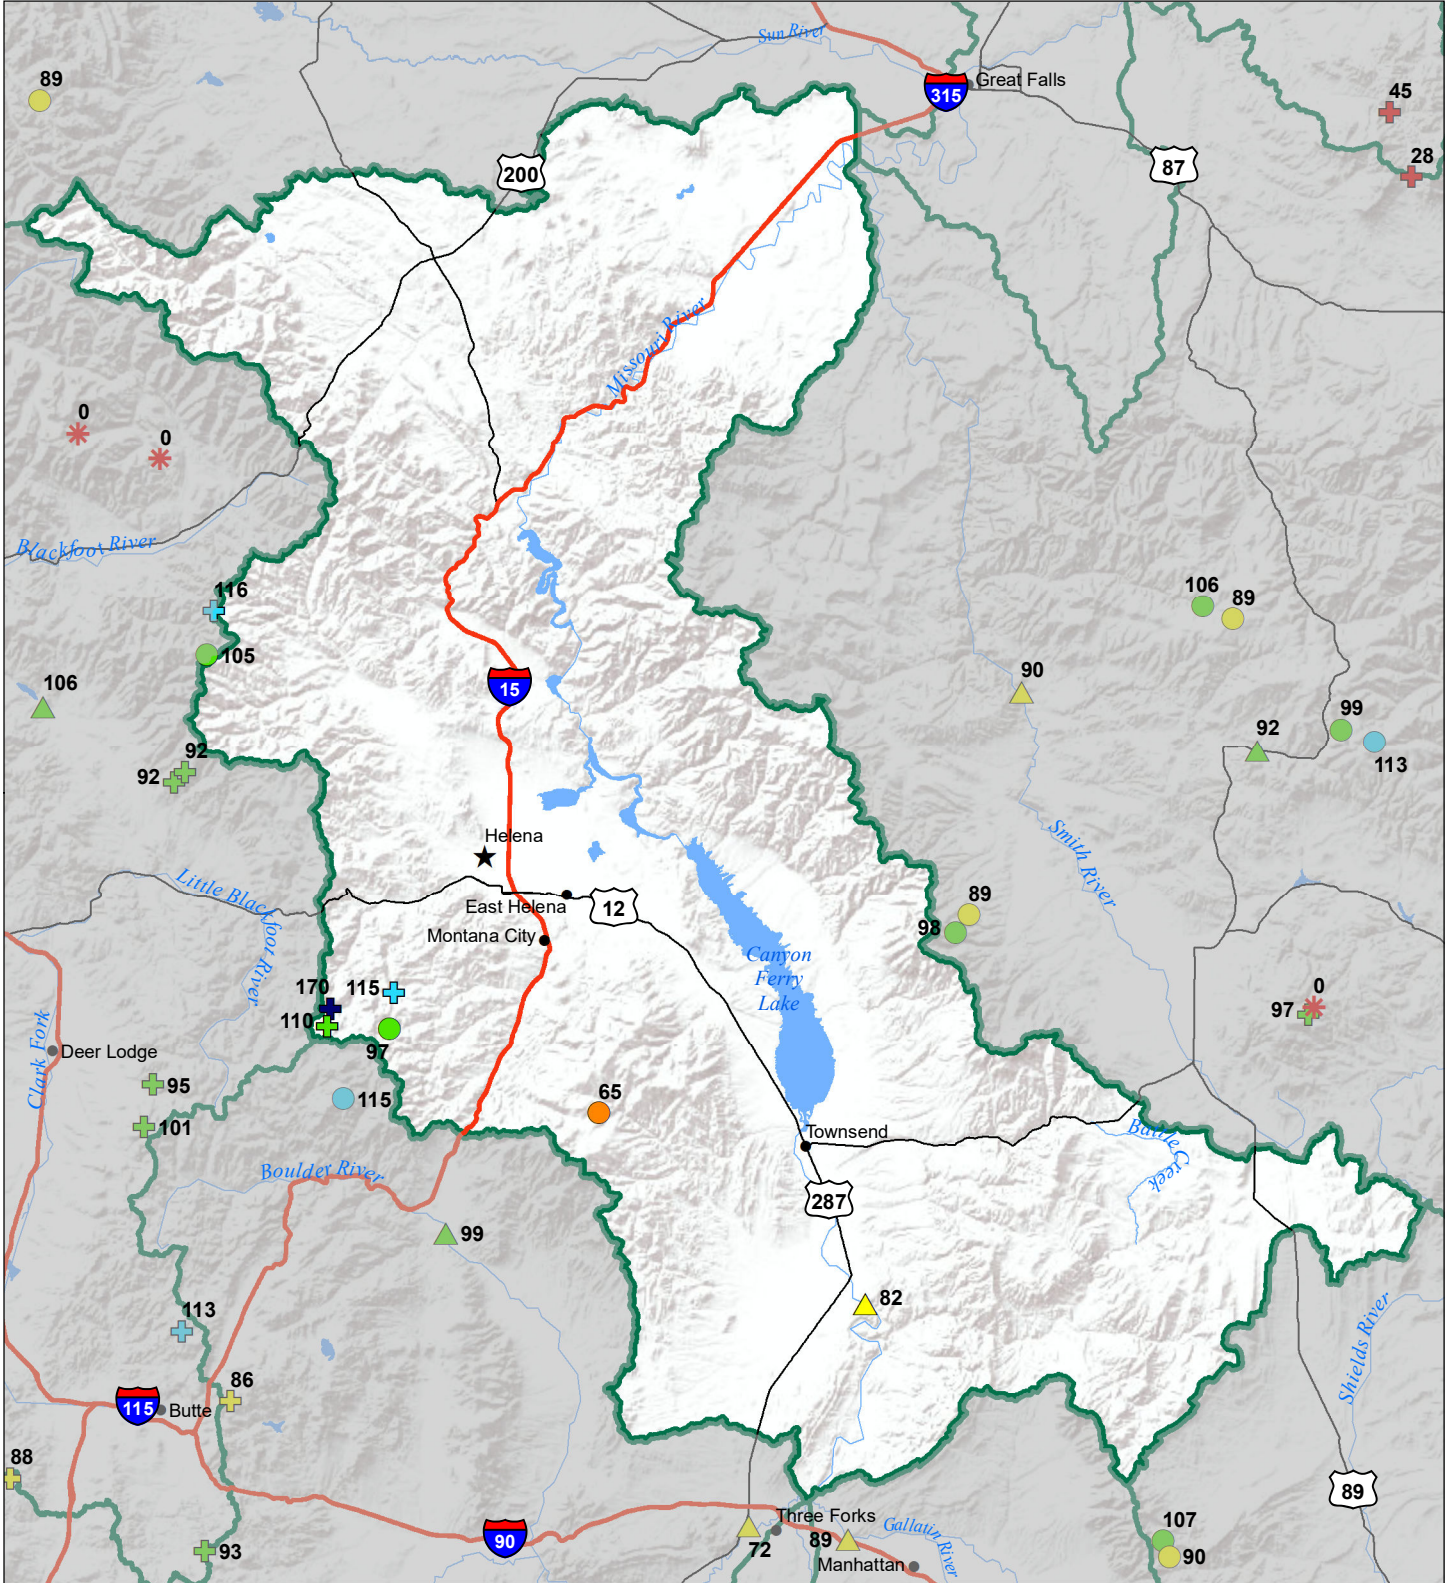 Sun River
89
Great Falls
315
45
87
28
200
Missouri River
0
0
Blackfoot River
116
105
106
106
89
90
15
92
99
113
92
92
Helena
Smith River
Little Blackfoot River
East Helena
12
89
98
Montana City
Canyon
Ferry
Lake
170
115
110
97
0
97
Clark Fork
Deer Lodge
95
115
65
101
Townsend
Battle Creek
Boulder River
287
99
82
113
Shields River
86
115
Butte
88
89
90
Three Forks
72
89
Gallatin River
Manhattan
107
90
93